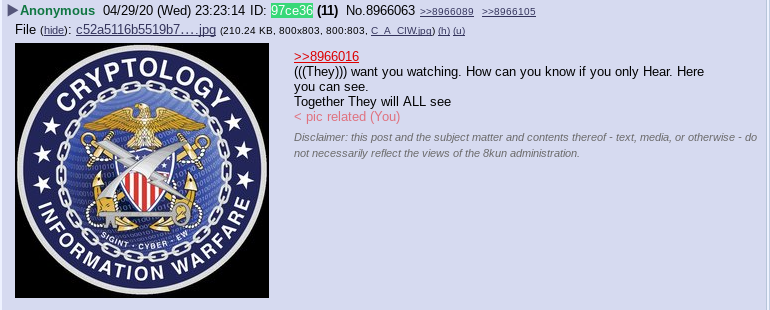 ▶Anonymous 04/29/20 (Wed) 23:23:14 ID: 97ce36 (11) No.8966063 >>8966089 >>8966105
File (hide): c52a5116b5519b7….jpg (210.24 KB, 800x803, 800:803, C_A_CIW.jpg) (h) (u)
>>8966016
(((They))) want you watching. How can you know if you only Hear. Here
you can see.
Together They will ALL see
< pic related (You)
Disclaimer: this post and the subject matter and contents thereof - text, media, or otherwise - do
not necessarily reflect the views of the 8kun administration.
CRYPTOLOGY
SIGINT • CYBER • EW
INFORMATION WARFARE